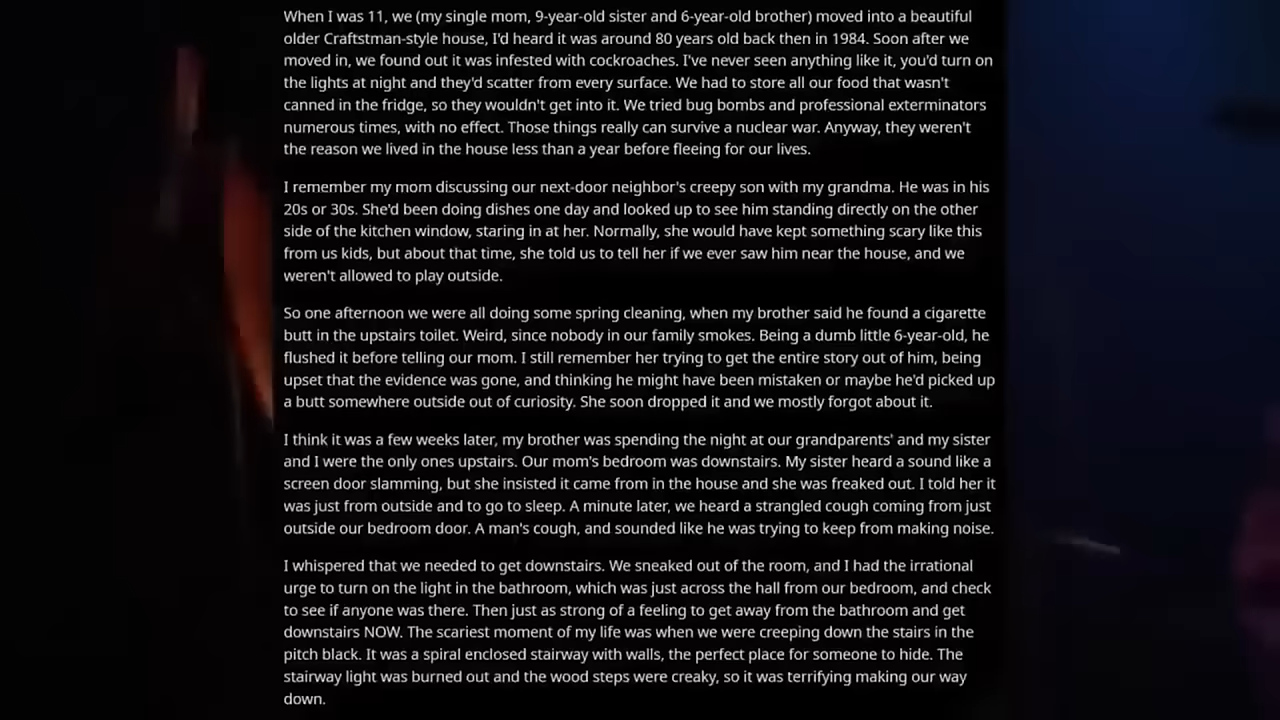 When I was 11, we (my single mom, 9-year-old sister and 6-year-old brother) moved into a beautiful
older Craftstman-style house, I'd heard it was around 80 years old back then in 1984. Soon after we
moved in, we found out it was infested with cockroaches. I've never seen anything like it, you'd turn on
the lights at night and they'd scatter from every surface. We had to store all our food that wasn't
canned in the fridge, so they wouldn't get into it. We tried bug bombs and professional exterminators
numerous times, with no effect. Those things really can survive a nuclear war. Anyway, they weren't
the reason we lived in the house less than a year before fleeing for our lives.
I remember my mom discussing our next-door neighbor's creepy son with my grandma. He was in his
20s or 30s. She'd been doing dishes one day and looked up to see him standing directly on the other
side of the kitchen window, staring in at her. Normally, she would have kept something scary like this
from us kids, but about that time, she told us to tell her if we ever saw him near the house, and we
weren't allowed to play outside.
So one afternoon we were all doing some spring cleaning, when my brother said he found a cigarette
butt in the upstairs toilet. Weird, since nobody in our family smokes. Being a dumb little 6-year-old, he
flushed it before telling our mom. I still remember her trying to get the entire story out of him, being
upset that the evidence was gone, and thinking he might have been mistaken or maybe he'd picked up
a butt somewhere outside out of curiosity. She soon dropped it and we mostly forgot about it.
I think it was a few weeks later, my brother was spending the night at our grandparents' and my sister
and I were the only ones upstairs. Our mom's bedroom was downstairs. My sister heard a sound like a
screen door slamming, but she insisted it came from in the house and she was freaked out. I told her it
was just from outside and to go to sleep. A minute later, we heard a strangled cough coming from just
outside our bedroom door. A man's cough, and sounded like he was trying to keep from making noise.
I whispered that we needed to get downstairs. We sneaked out of the room, and I had the irrational
urge to turn on the light in the bathroom, which was just across the hall from our bedroom, and check
to see if anyone was there. Then just as strong of a feeling to get away from the bathroom and get
downstairs NOW. The scariest moment of my life was when we were creeping down the stairs in the
pitch black. It was a spiral enclosed stairway with walls, the perfect place for someone to hide. The
stairway light was burned out and the wood steps were creaky, so it was terrifying making our way
down.